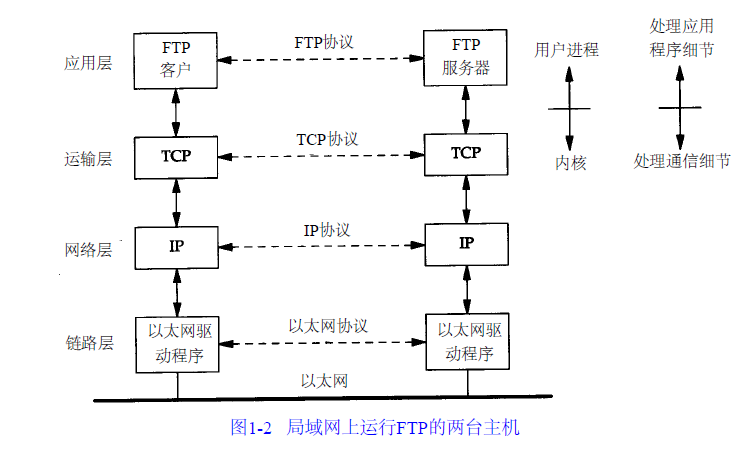 应用层
FTP
客户
FTP协议
FTP
服务器
用户进程
处理应用
程序细节
运输层
TCP
TCP协议
TCP
内核
处理通信细节
网络层
IP
IP协议
IP
链路层
以太网驱
动程序
以太网协议
以太网驱
动程序
以太网
图1-2 局域网上运行FTP的两台主机